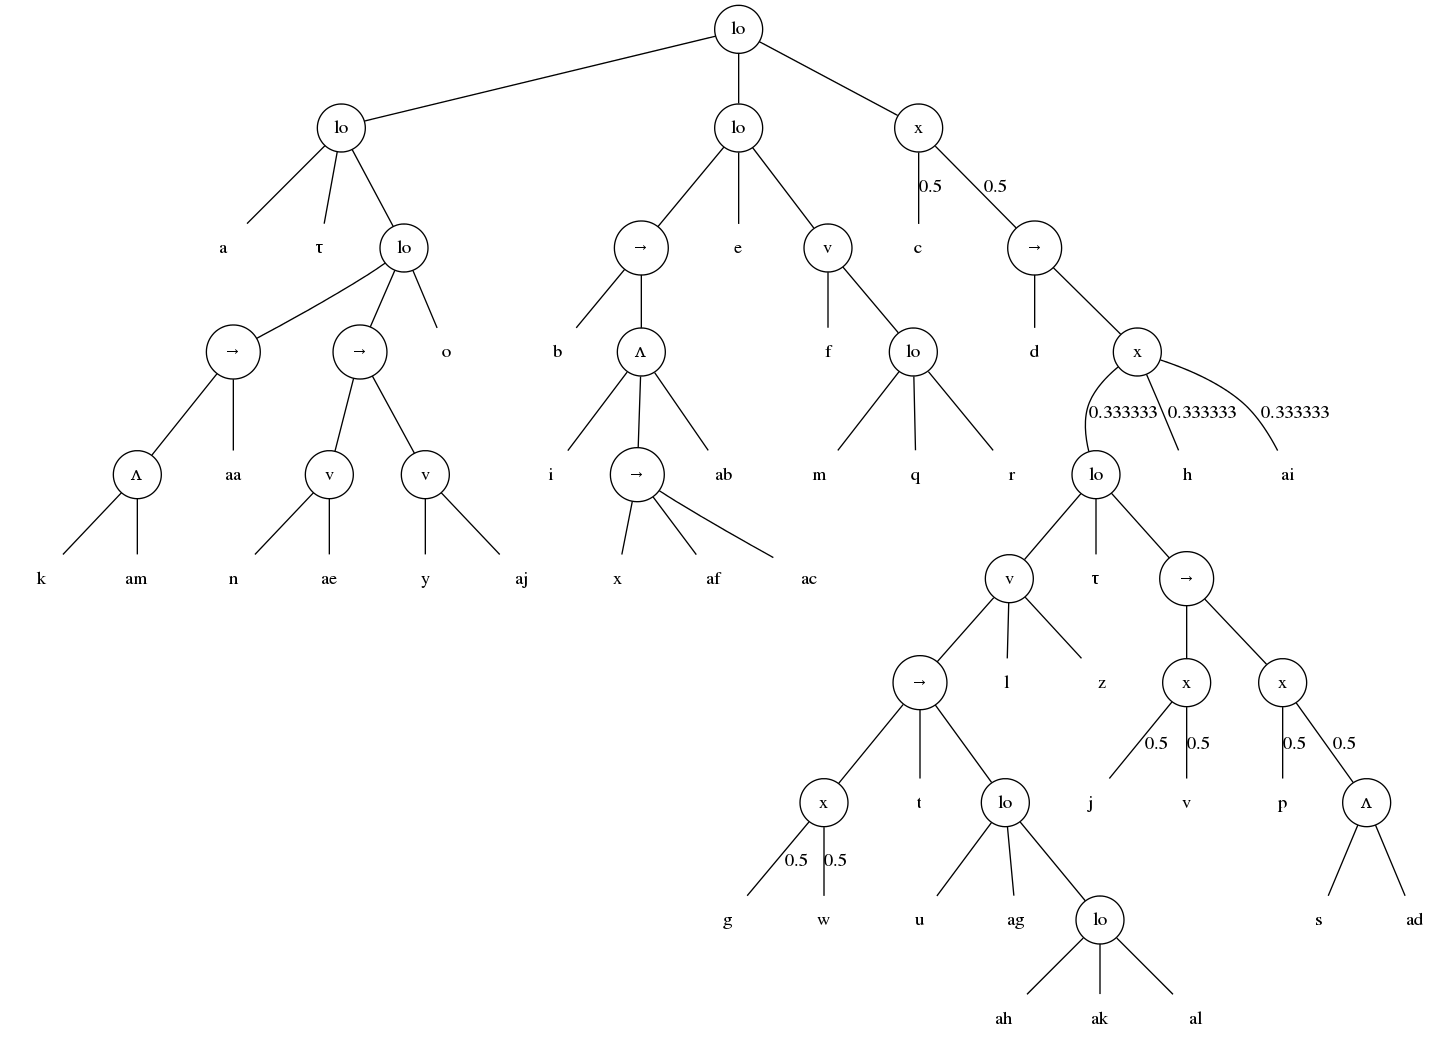 lo
lo lo x
0.5 0.5
a τ lo → e v c →
→ → o b Λ f lo d x
0.333333 0.333333 0.333333
Λ aa v v i → ab m q r lo h ai
k am n ae y aj x af ac v τ →
→ l z x x
0.5 0.5 0.5 0.5
x t lo j v p Λ
0.5 0.5
g w u ag lo s ad
ah ak al